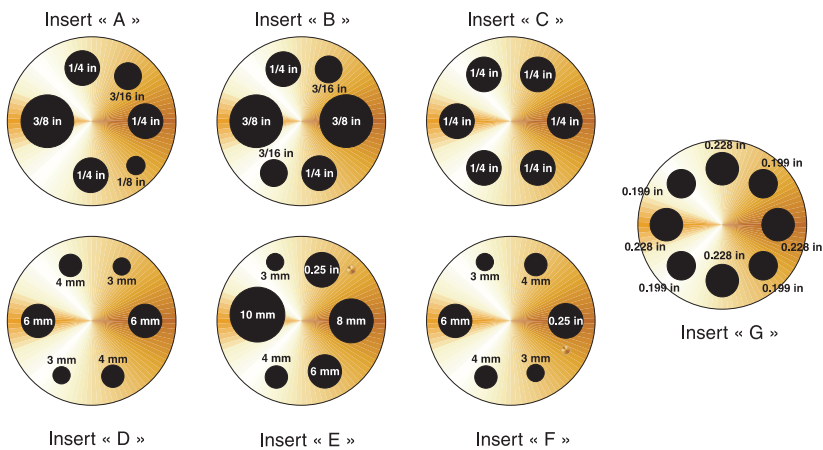 Insert « A »
Insert « B »
Insert « C »
1/4 in
3/16 in
3/8 in
1/4 in
1/4 in
1/8 in
1/4 in
3/16 in
3/8 in
3/8 in
3/16 in
1/4 in
1/4 in
1/4 in
1/4 in
1/4 in
1/4 in
1/4 in
0.228 in
0.199 in
0.199 in
0.228 in
0.228 in
0.228 in
0.199 in
0.199 in
Insert « G »
4 mm
3 mm
6 mm
6 mm
3 mm
4 mm
3 mm
0.25 in
10 mm
8 mm
4 mm
6 mm
3 mm
4 mm
6 mm
0.25 in
4 mm
3 mm
Insert « D »
Insert « E »
Insert « F »